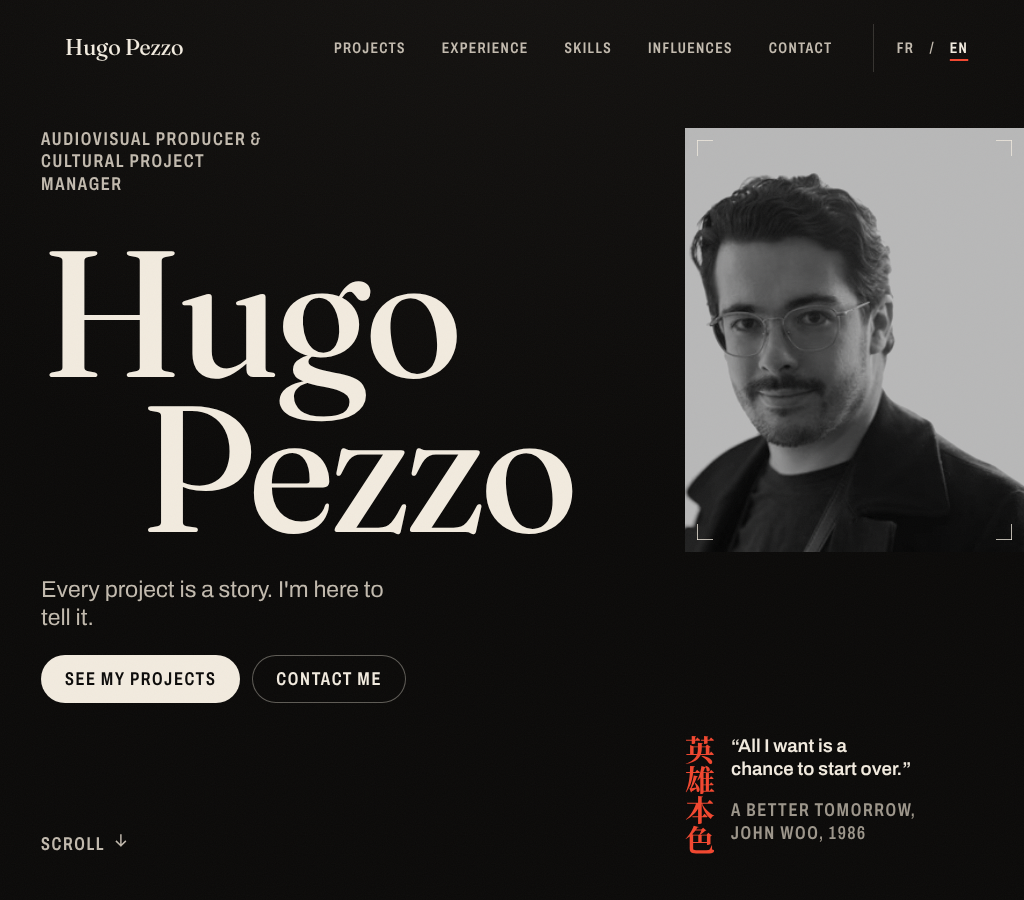 Hugo Pezzo
PROJECTS EXPERIENCE SKILLS INFLUENCES CONTACT FR / EN
AUDIOVISUAL PRODUCER &
CULTURAL PROJECT
MANAGER
Hugo
Pezzo
Every project is a story. I'm here to
tell it.
SEE MY PROJECTS CONTACT ME
英雄本色
“All I want is a
chance to start over.”
A BETTER TOMORROW,
JOHN WOO, 1986
SCROLL ↓